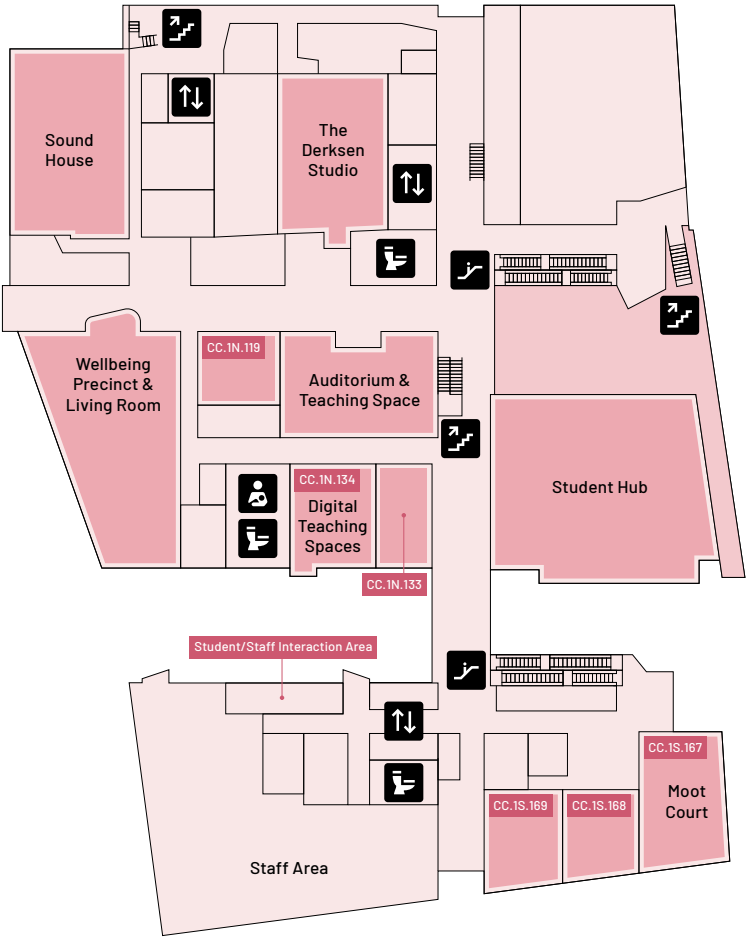 Sound
House
The
Derksen
Studio
CC.1N.119
Wellbeing
Precinct &
Living Room
Auditorium &
Teaching Space
CC.1N.134
Digital
Teaching
Spaces
Student Hub
CC.1N.133
Student/Staff Interaction Area
CC.1S.167
Moot
Court
CC.1S.169
CC.1S.168
Staff Area